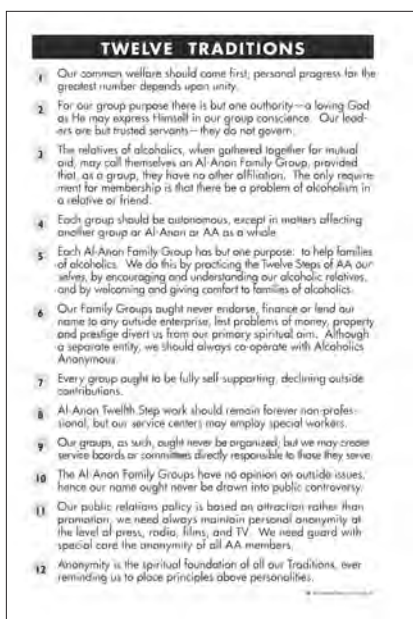 TWELVE TRADITIONS
1 Our common welfare should come first; personal progress for the
greatest number depends upon unity.
2 For our group purpose there is but one authority—a loving God
as He may express Himself in our group conscience. Our lead-
ers are but trusted servants—they do not govern.
3 The relatives of alcoholics, when gathered together for mutual
aid, may call themselves an Al-Anon Family Group, provided
that, as a group, they have no other affiliation. The only require
ment for membership is that there be a problem of alcoholism in
a relative or friend.
4 Each group should be autonomous, except in matters affecting
another group or Al-Anon or AA as a whole
5 Each Al-Anon Family Group has but one purpose: to help families
of alcoholics. We do this by practicing the Twelve Steps of AA our
selves, by encouraging and understanding our alcoholic relatives,
and by welcoming and giving comfort to families of alcoholics.
6 Our Family Groups ought never endorse, finance or lend our
name to any outside enterprise, lest problems of money, property
and prestige divert us from our primary spiritual aim. Although
a separate entity, we should always co-operate with Alcoholics
Anonymous.
7 Every group ought to be fully self-supporting, declining outside
contributions.
8 Al-Anon Twelfth Step work should remain forever non-profes-
sional, but our service centers may employ special workers.
9 Our groups, as such, ought never be organized; but we may create
service boards or committees directly responsible to those they serve.
10 The Al-Anon Family Groups have no opinion on outside issues,
hence our name ought never be drawn into public controversy.
11 Our public relations policy is based on attraction rather than
promotion; we need always maintain personal anonymity at
the level of press, radio, films, and TV. We need guard with
special care the anonymity of all AA members.
12 Anonymity is the spiritual foundation of all our Traditions, ever
reminding us to place principles above personalities.